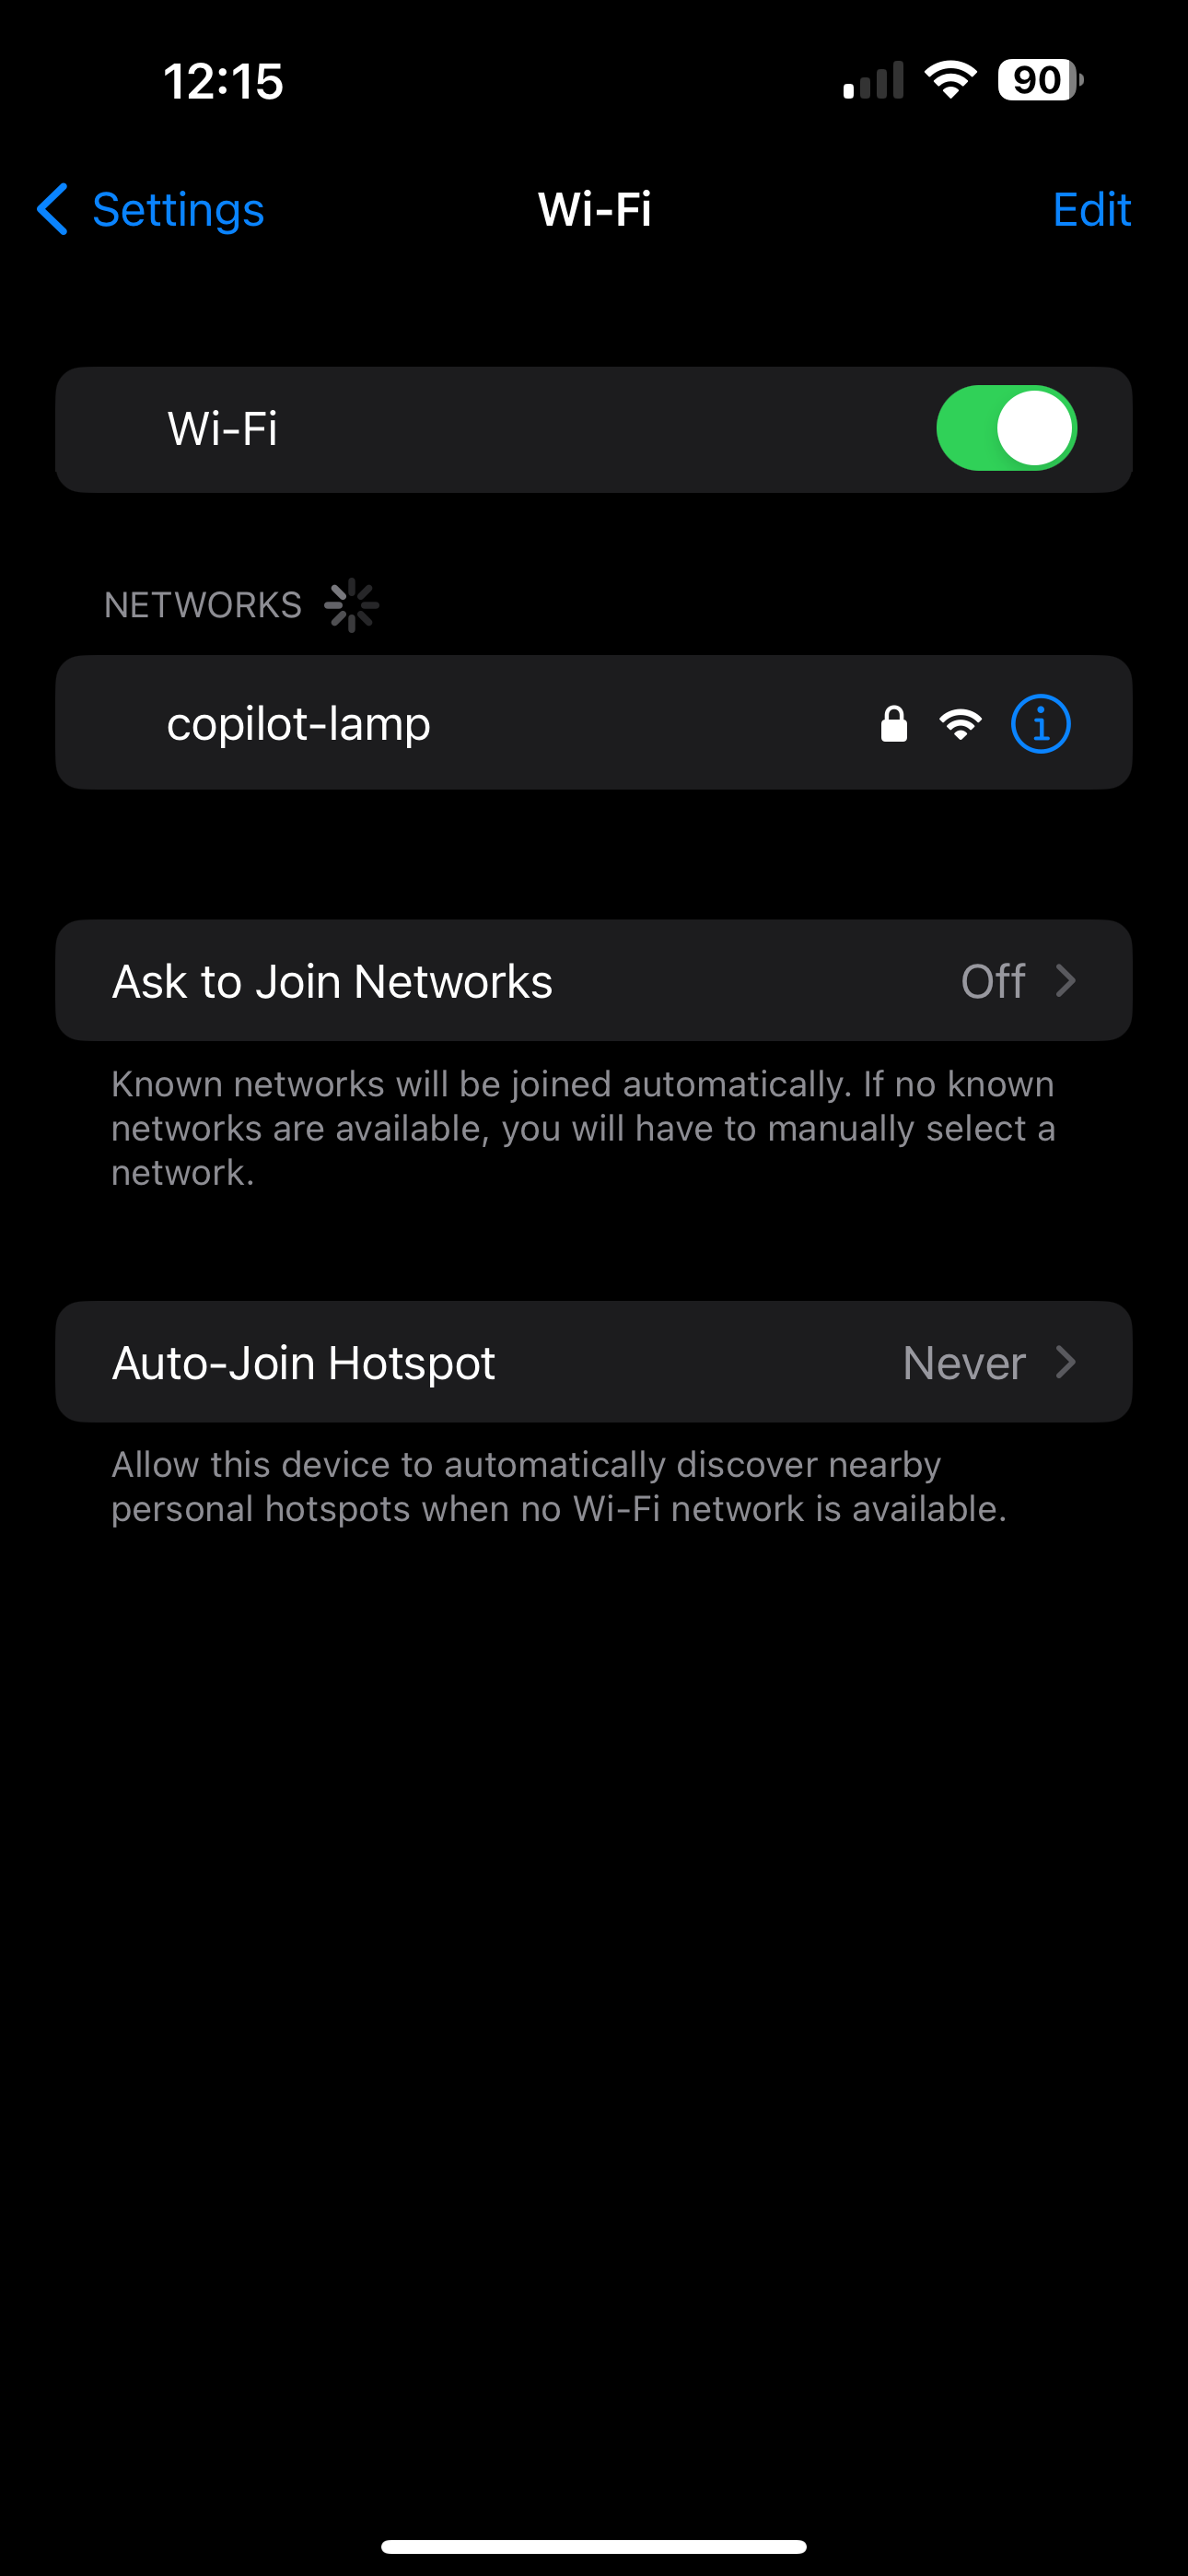 12:15
90
Settings
Wi-Fi
Edit
Wi-Fi
NETWORKS
copilot-lamp
Ask to Join Networks
Off
Known networks will be joined automatically. If no known
networks are available, you will have to manually select a
network.
Auto-Join Hotspot
Never
Allow this device to automatically discover nearby
personal hotspots when no Wi-Fi network is available.